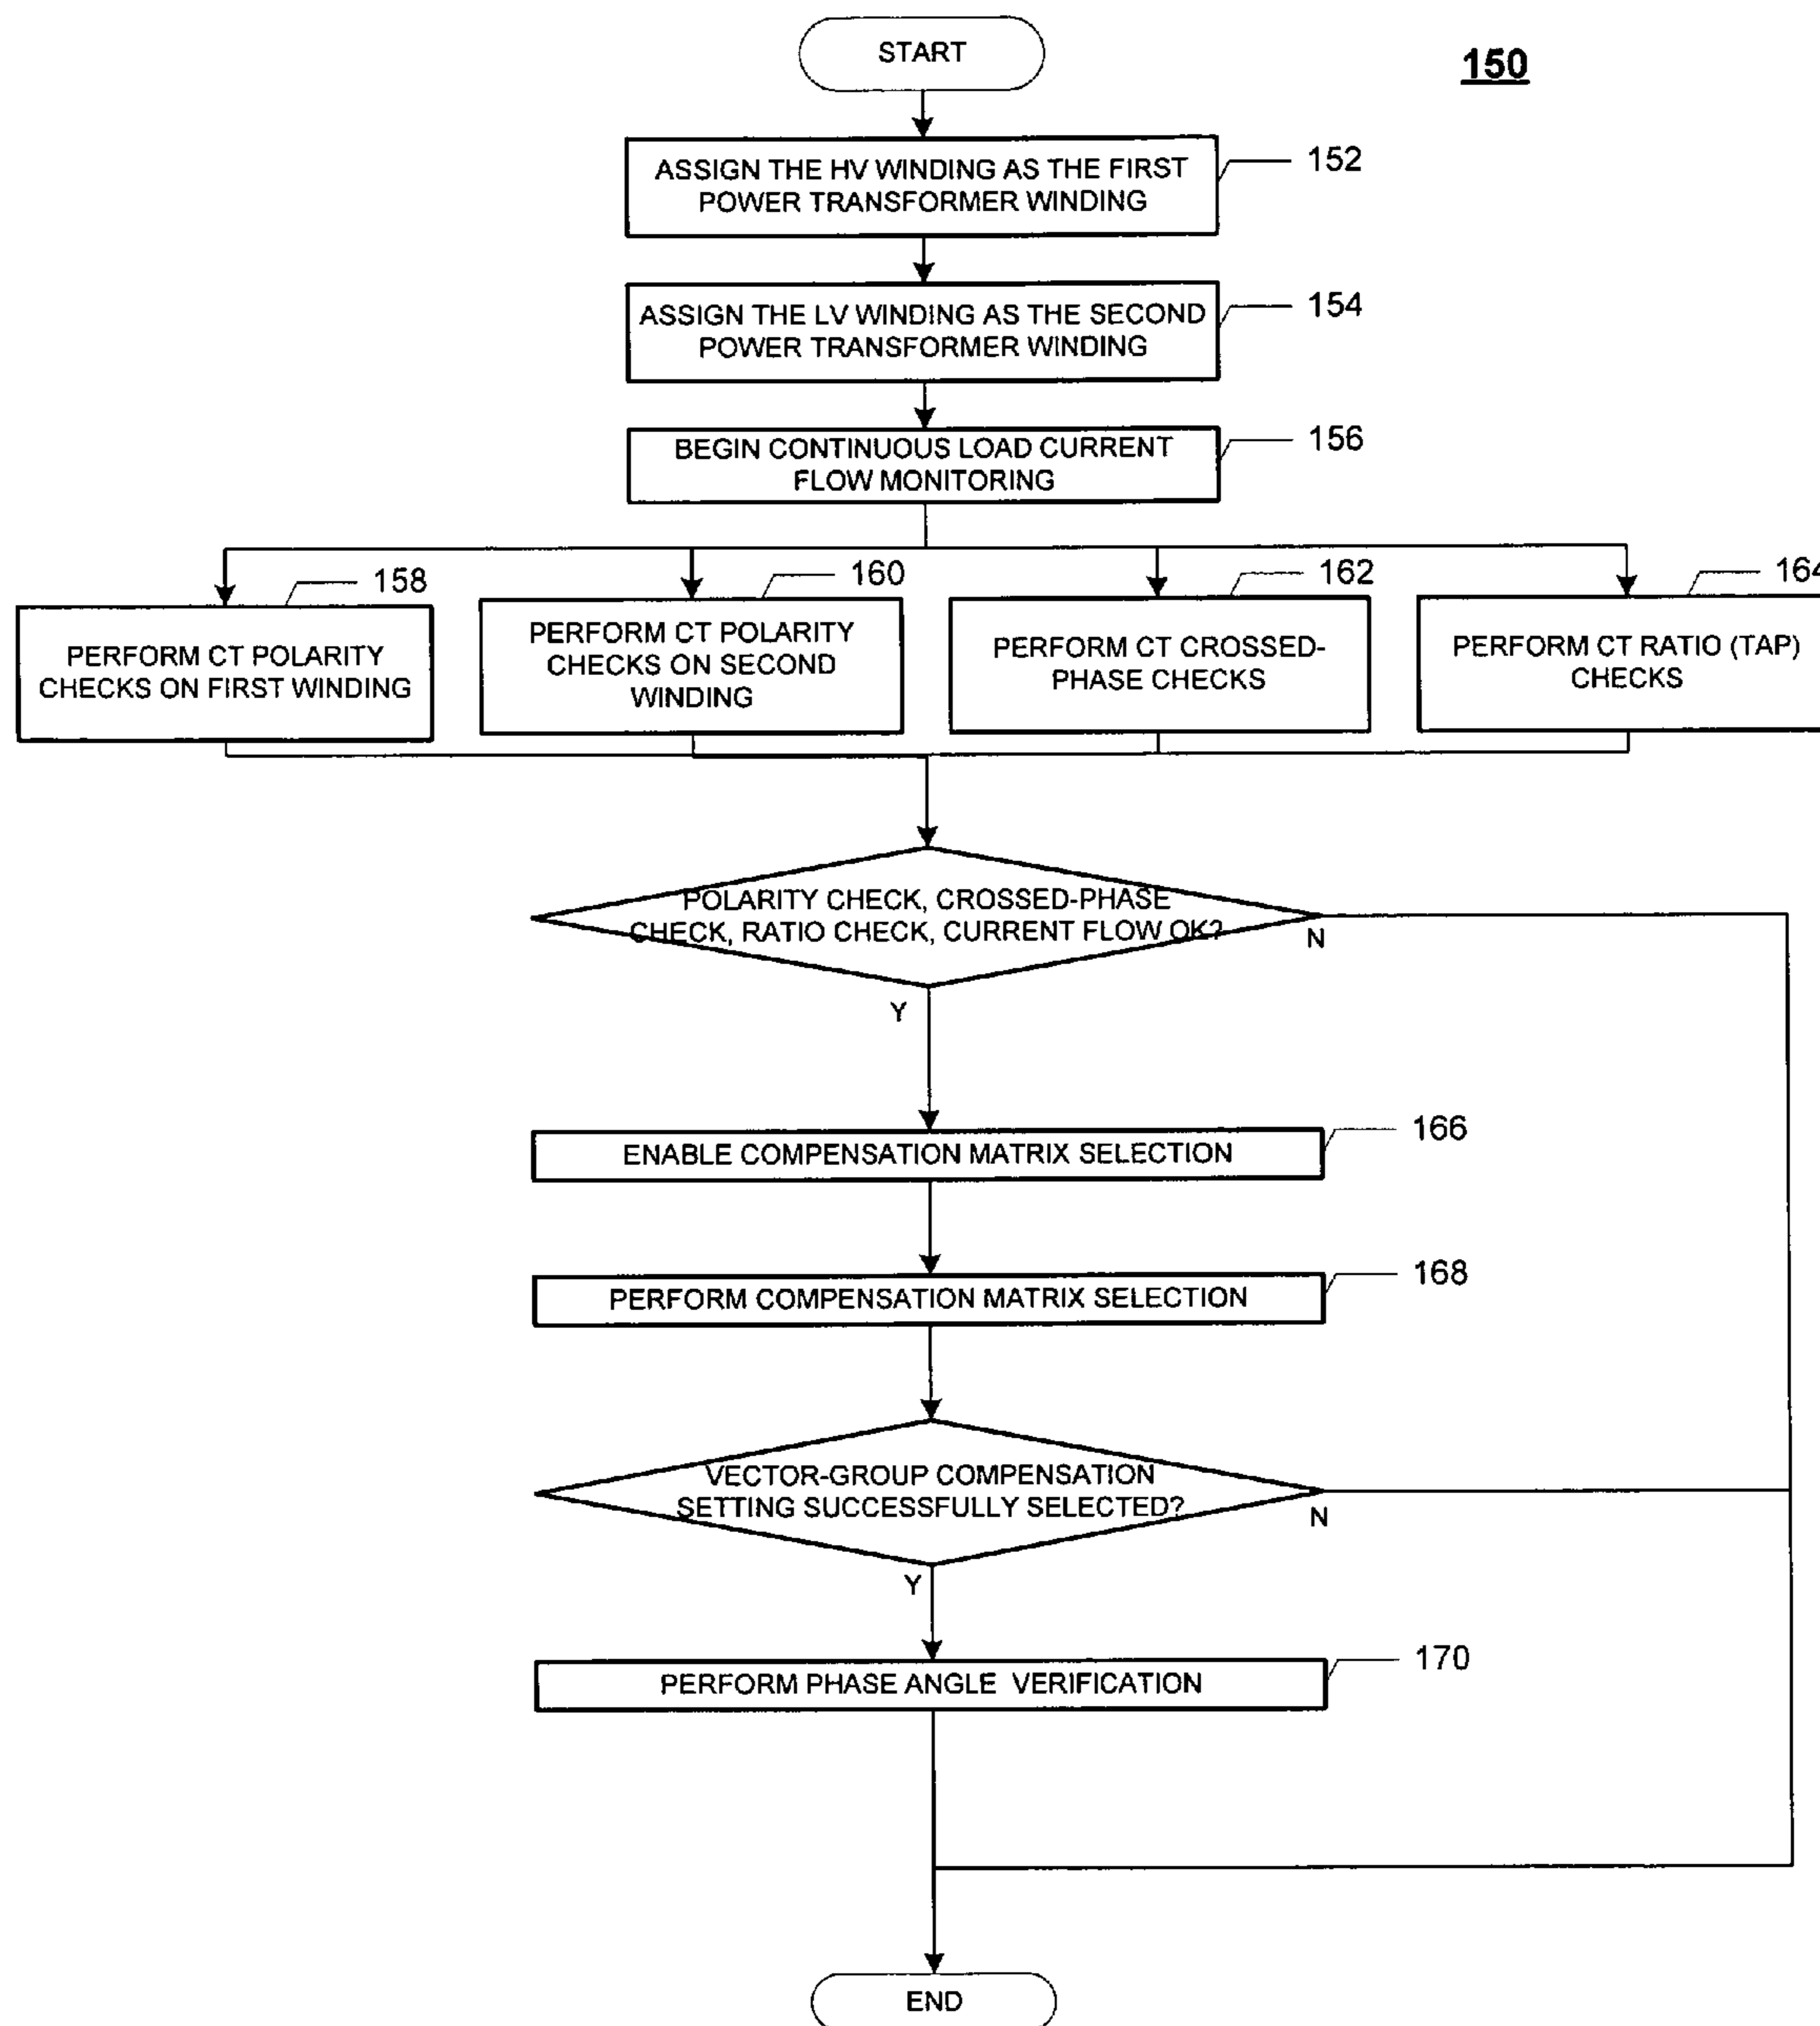 START
150
ASSIGN THE HV WINDING AS THE FIRST
POWER TRANSFORMER WINDING
152
ASSIGN THE LV WINDING AS THE SECOND
POWER TRANSFORMER WINDING
154
BEGIN CONTINUOUS LOAD CURRENT
FLOW MONITORING
156
158
PERFORM CT POLARITY
CHECKS ON FIRST WINDING
160
PERFORM CT POLARITY
CHECKS ON SECOND
WINDING
162
PERFORM CT CROSSED-
PHASE CHECKS
164
PERFORM CT RATIO (TAP)
CHECKS
POLARITY CHECK, CROSSED-PHASE
CHECK, RATIO CHECK, CURRENT FLOW OK?
N
Y
ENABLE COMPENSATION MATRIX SELECTION
166
PERFORM COMPENSATION MATRIX SELECTION
168
VECTOR-GROUP COMPENSATION
SETTING SUCCESSFULLY SELECTED?
N
Y
PERFORM PHASE ANGLE VERIFICATION
170
END